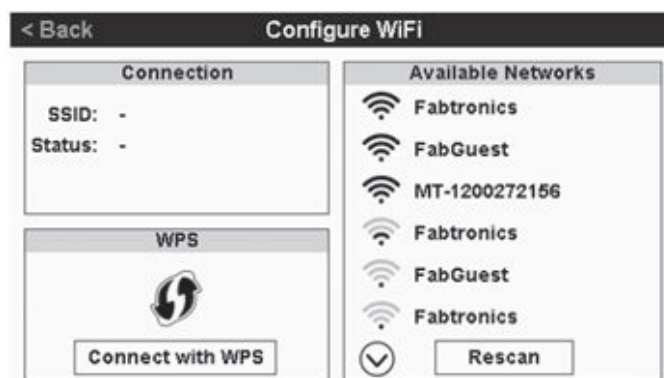 < Back
Configure WiFi
Connection
SSID: -
Status: -
WPS
Connect with WPS
Available Networks
Fabtronics
FabGuest
MT-1200272156
Fabtronics
FabGuest
Fabtronics
Rescan